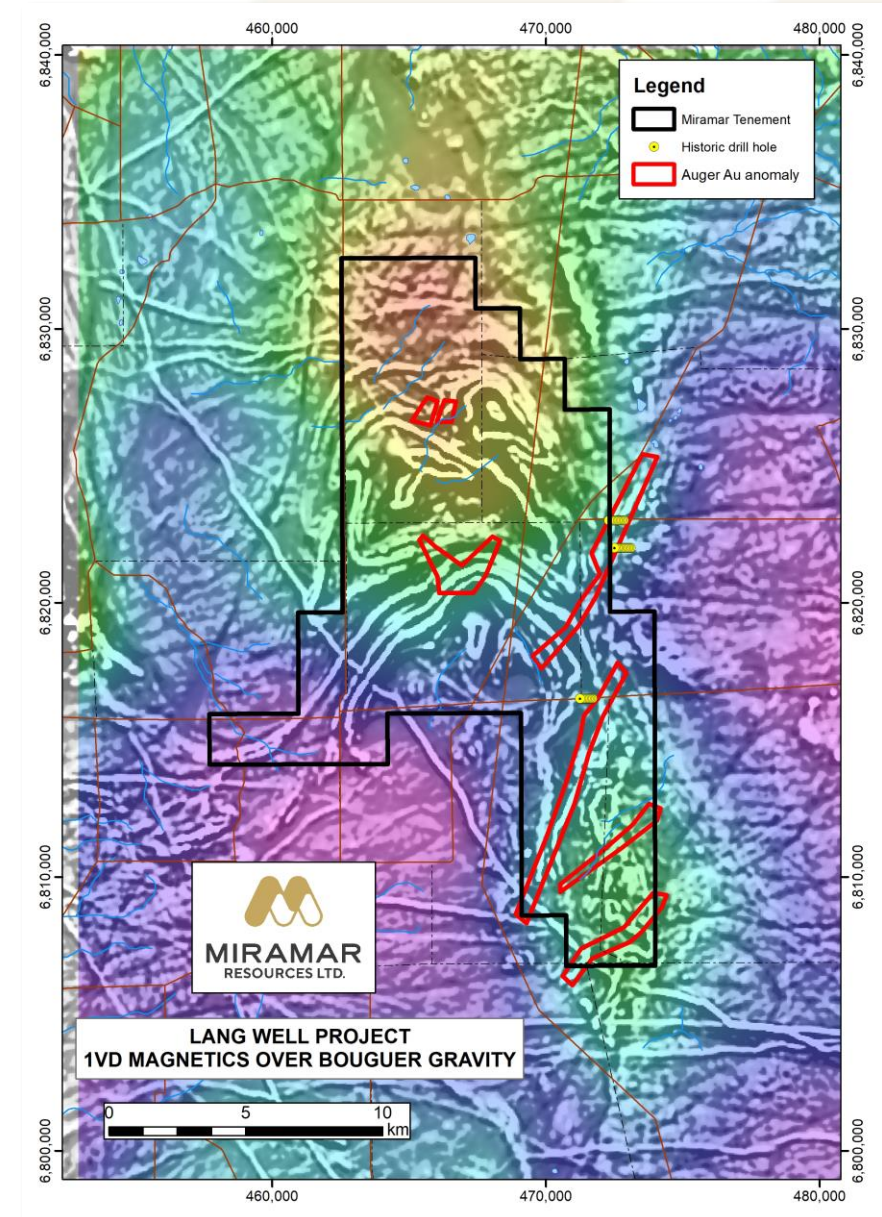 460,000
470,000
480,000
6,840,000
6,840,000
Legend
Miramar Tenement
Historic drill hole
Auger Au anomaly
6,830,000
6,830,000
6,820,000
6,820,000
6,810,000
6,810,000
MIRAMAR
RESOURCES LTD.
LANG WELL PROJECT
1VD MAGNETICS OVER BOUGUER GRAVITY
0
5
10
km
6,800,000
6,800,000
460,000
470,000
480,000